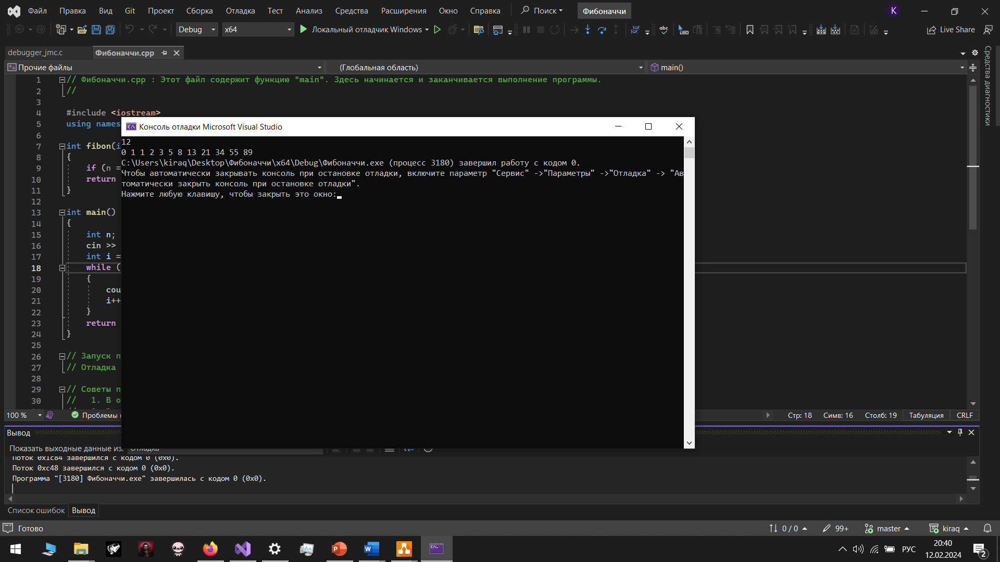 Файл Правка Вид Git Проект Сборка Отладка Тест Анализ Средства Расширения Окно Справка Поиск Фибоначчи K
Debug x64 Локальный отладчик Windows abc Live Share
debugger_jmc.c Фибоначчи.cpp
Прочие файлы (Глобальная область) main()
Средства диагностики
1 // Фибоначчи.cpp : Этот файл содержит функцию "main". Здесь начинается и заканчивается выполнение программы.
2 //
3
4 #include <iostream>
5 using names
6
7 int fibon(i
8 {
9 if (n =
10 return
11 }
12
13 int main()
14 {
15 int n;
16 cin >>
17 int i =
18 while (
19 {
20 cou
21 i++
22 }
23 return
24 }
25
26 // Запуск п
27 // Отладка
28
29 // Советы п
30 // 1. В о
Консоль отладки Microsoft Visual Studio
12
0 1 1 2 3 5 8 13 21 34 55 89
C:\Users\kiraq\Desktop\Фибоначчи\x64\Debug\Фибоначчи.exe (процесс 3180) завершил работу с кодом 0.
Чтобы автоматически закрывать консоль при остановке отладки, включите параметр "Сервис" ->"Параметры" ->"Отладка" -> "Ав
томатически закрыть консоль при остановке отладки".
Нажмите любую клавишу, чтобы закрыть это окно:
100 % Проблемы Стр: 18 Симв: 16 Столб: 19 Табуляция CRLF
Вывод
Показать выходные данные из: Отладка
Поток 0x1c84 завершился с кодом 0 (0x0).
Поток 0xc48 завершился с кодом 0 (0x0).
Программа "[3180] Фибоначчи.exe" завершилась с кодом 0 (0x0).
Список ошибок Вывод
Готово 0 / 0 99+ master kiraq
РУС 20:40
12.02.2024 2